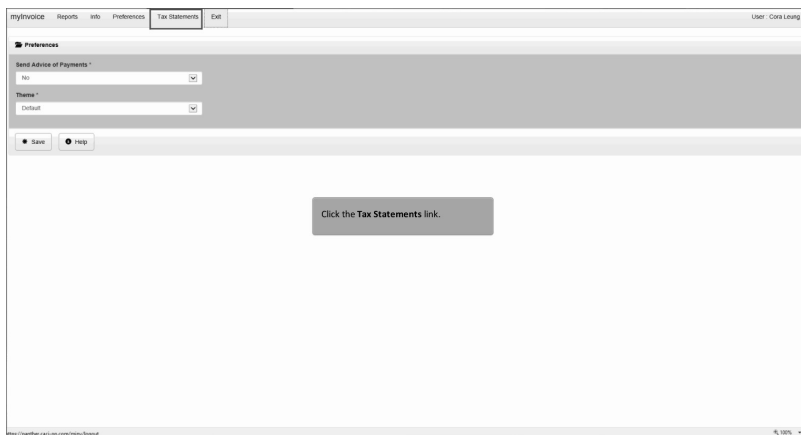 myInvoice Reports Info Preferences Tax Statements Exit User : Cora Leung
Preferences
Send Advice of Payments *
No
Theme *
Default
Save Help
Click the Tax Statements link.
100%